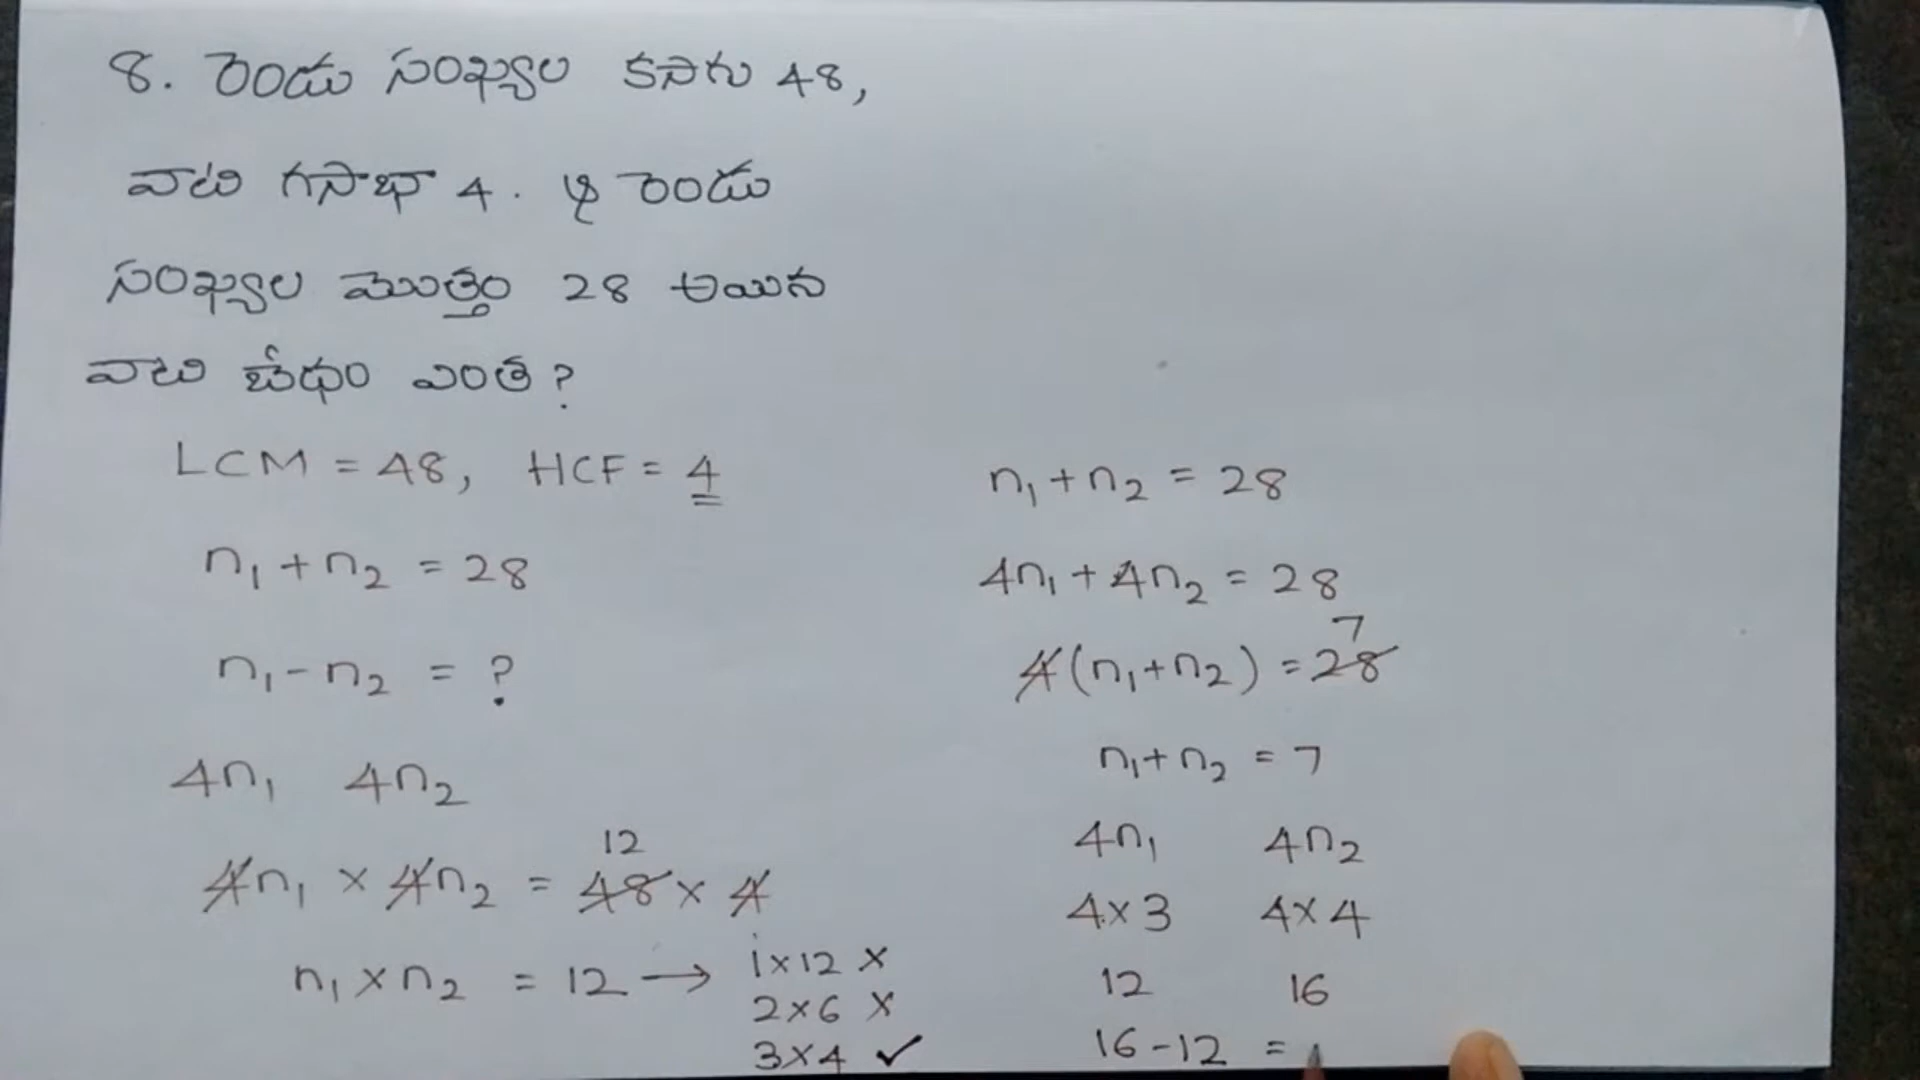 8. రెండు సంఖ్యల కసాగు 48,
వాటి గసాభా 4. ఆ రెండు
సంఖ్యల మొత్తం 28 అయిన
వాటి బేధం ఎంత?
LCM = 48, HCF = 4
n₁ + n₂ = 28
n₁ - n₂ = ?
4n₁ 4n₂
12
4n₁ × 4n₂ = 48 × 4
n₁ × n₂ = 12 → 1×12 ×
2×6 ×
3×4 ✓
n₁ + n₂ = 28
4n₁ + 4n₂ = 28
7
4(n₁+n₂) = 28
n₁+n₂ = 7
4n₁ 4n₂
4×3 4×4
12 16
16-12 =